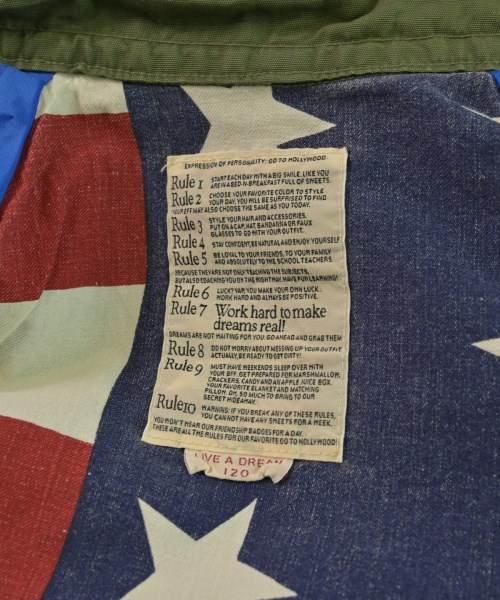 EXPRESSION OF PERSONALITY: GO TO HOLLYWOOD
Rule 1 START EACH DAY WITH A BIG SMILE, LIKE YOU
ARE IN A BED-N-BREAKFAST FULL OF SWEETS.
Rule 2 CHOOSE YOUR FAVORITE COLOR TO STYLE
YOUR DAY, YOU WILL BE SURPRISED TO FIND
YOUR BFF MAY ALSO CHOOSE THE SAME AS YOU TODAY.
Rule 3 STYLE YOUR HAIR AND ACCESSORIES.
PUT ON A CAP, HAT, BANDANNA OR FAUX
GLASSES TO GO WITH YOUR OUTFIT.
Rule 4 STAY CONFIDENT, BE NATURAL AND ENJOY YOURSELF
Rule 5 BE LOYAL TO YOUR FRIENDS, TO YOUR FAMILY
AND ABSOLUTELY TO THE SCHOOL TEACHERS.
BECAUSE THEY ARE NOT ONLY TEACHING THE SUBJECTS,
BUT ALSO COACHING YOU ON THE RIGHT WAY. HAVE FUN LEARNING!
Rule 6 LUCK? YAP, YOU MAKE YOUR OWN LUCK.
WORK HARD AND ALWAYS BE POSITIVE.
Rule 7 Work hard to make
dreams real!
DREAMS ARE NOT WAITING FOR YOU. GO AHEAD AND GRAB THEM
Rule 8 DO NOT WORRY ABOUT MESSING UP YOUR OUTFIT
ACTUALLY, BE READY TO GET DIRTY!
Rule 9 MUST HAVE WEEKENDS SLEEP OVER WITH
YOUR BFF. GET PREPARED FOR MARSHMALLOW,
CRACKERS, CANDY AND AN APPLE JUICE BOX.
YOUR FAVORITE BLANKET AND MATCHING
PILLOW. OH, SO MUCH TO BRING TO OUR
SECRET HIDEAWAY.
Rule 10 WARNING: IF YOU BREAK ANY OF THESE RULES,
YOU CAN NOT HAVE ANY SWEETS FOR A WEEK.
YOU WON'T WEAR OUR FRIENDSHIP BADGES FOR A DAY.
THESE ARE ALL THE RULES FOR OUR FAVORITE GO TO HOLLYWOOD!
LIVE A DREAM
120